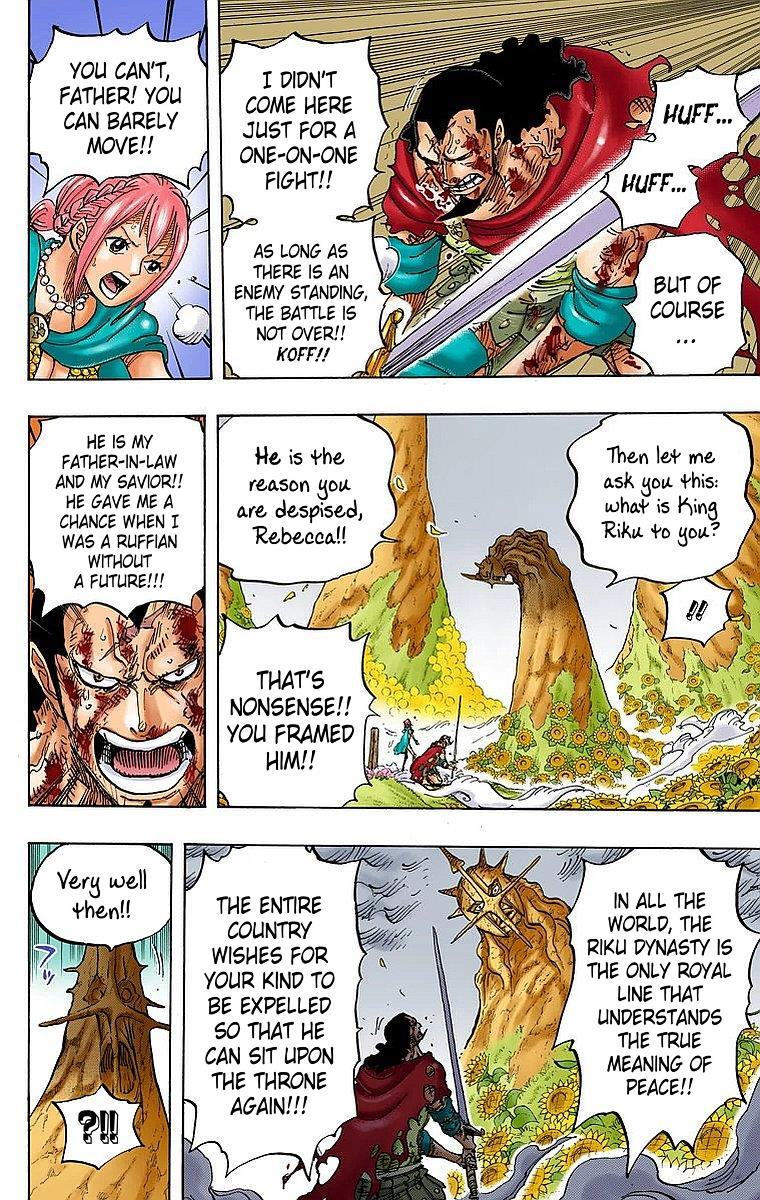 HUFF...
HUFF...
BUT OF
COURSE
...
I DIDN'T
COME HERE
JUST FOR A
ONE-ON-ONE
FIGHT!!
AS LONG AS
THERE IS AN
ENEMY STANDING,
THE BATTLE IS
NOT OVER!!
KOFF!!
YOU CAN'T,
FATHER! YOU
CAN BARELY
MOVE!!
Then let me
ask you this:
what is King
Riku to you?
!!
He is the
reason you
are despised,
Rebecca!!
THAT'S
NONSENSE!!
YOU FRAMED
HIM!!
HE IS MY
FATHER-IN-LAW
AND MY SAVIOR!!
HE GAVE ME A
CHANCE WHEN I
WAS A RUFFIAN
WITHOUT
A FUTURE!!!
IN ALL THE
WORLD, THE
RIKU DYNASTY IS
THE ONLY ROYAL
LINE THAT
UNDERSTANDS
THE TRUE
MEANING OF
PEACE!!
THE ENTIRE
COUNTRY
WISHES FOR
YOUR KIND TO
BE EXPELLED
SO THAT HE
CAN SIT UPON
THE THRONE
AGAIN!!!
Very well
then!!
?!!